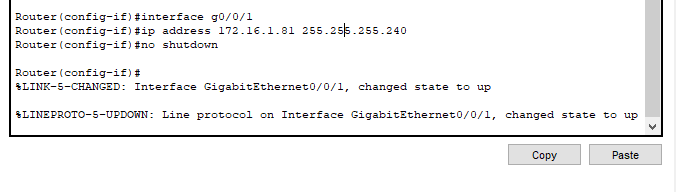 Router(config-if)#interface g0/0/1
Router(config-if)#ip address 172.16.1.81 255.255.255.240
Router(config-if)#no shutdown
Router(config-if)#
%LINK-5-CHANGED: Interface GigabitEthernet0/0/1, changed state to up
%LINEPROTO-5-UPDOWN: Line protocol on Interface GigabitEthernet0/0/1, changed state to up
Copy
Paste